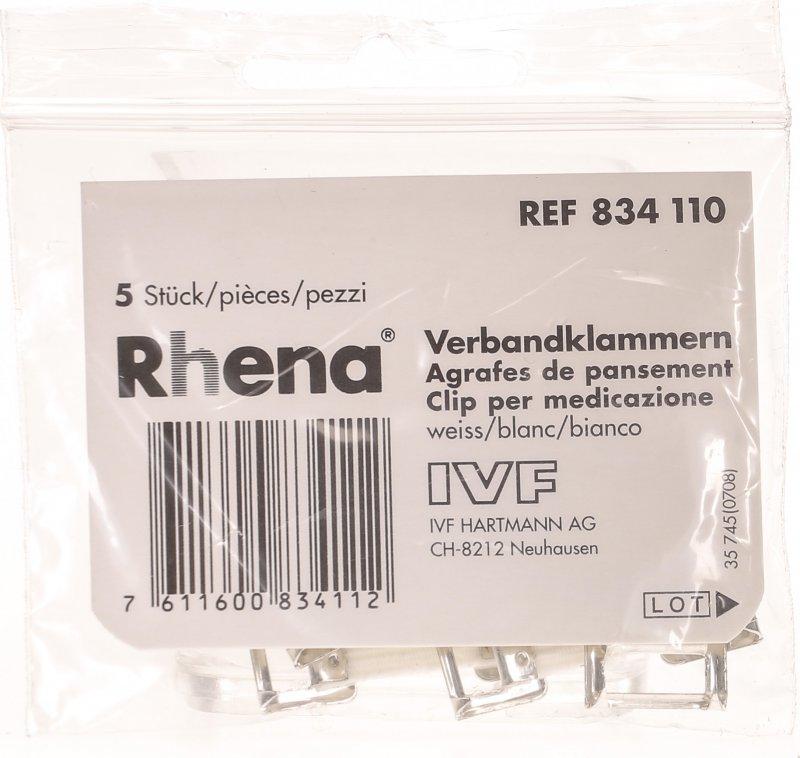 REF 834 110
5 Stück/pièces/pezzi
Rhena®
Verbandklammern
Agrafes de pansement
Clip per medicazione
weiss/blanc/bianco
IVF
IVF HARTMANN AG
CH-8212 Neuhausen
35 745(0708)
7 611600 834112
LOT